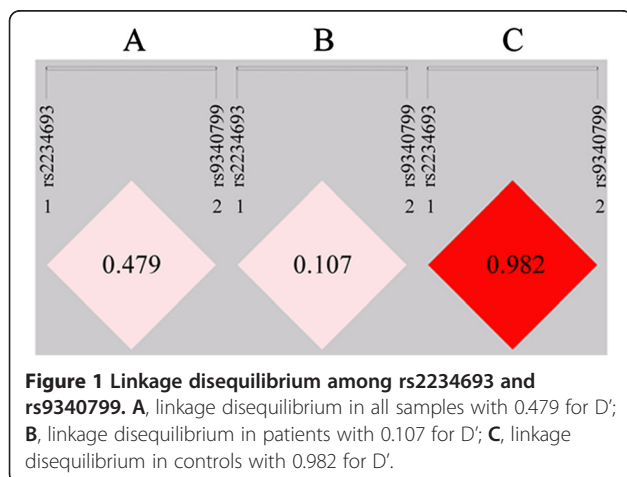 A B C
rs2234693 rs9340799 rs2234693 rs9340799 rs2234693 rs9340799
1 2 1 2 1 2
0.479 0.107 0.982
Figure 1 Linkage disequilibrium among rs2234693 and
rs9340799. A, linkage disequilibrium in all samples with 0.479 for D’;
B, linkage disequilibrium in patients with 0.107 for D’; C, linkage
disequilibrium in controls with 0.982 for D’.